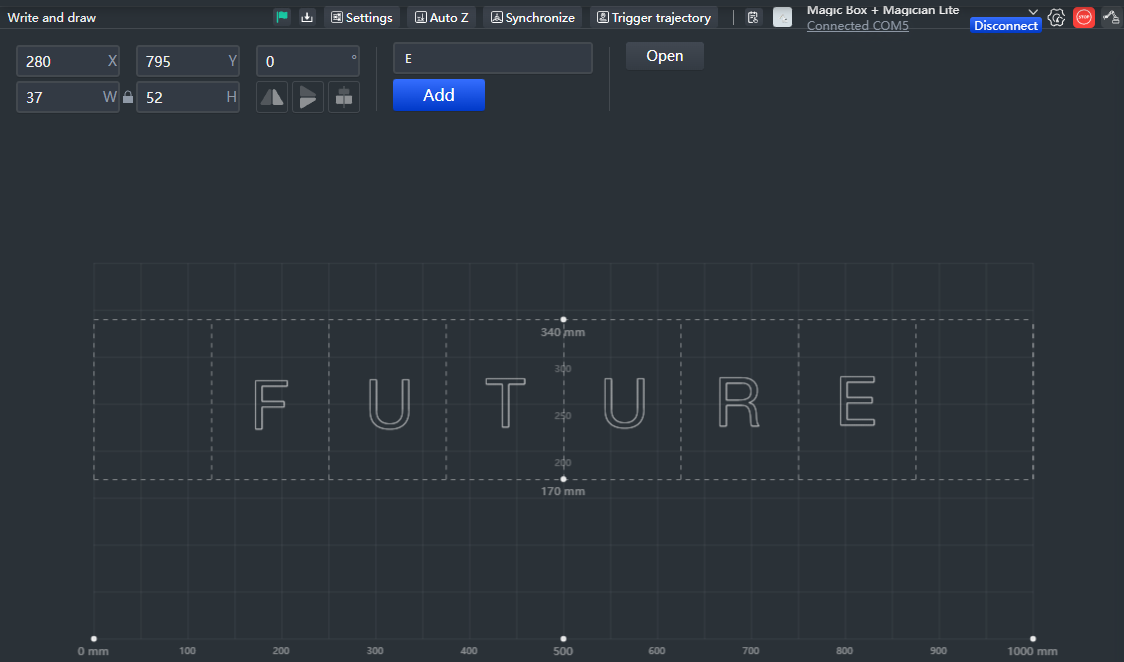 Write and draw Settings Auto Z Synchronize Trigger trajectory Magic Box + Magician Lite
Connected COM5 Disconnect
280 X 795 Y 0 ° E Open
37 W 52 H Add
340 mm
300
F U T U R E
250
200
170 mm
0 mm 100 200 300 400 500 600 700 800 900 1000 mm